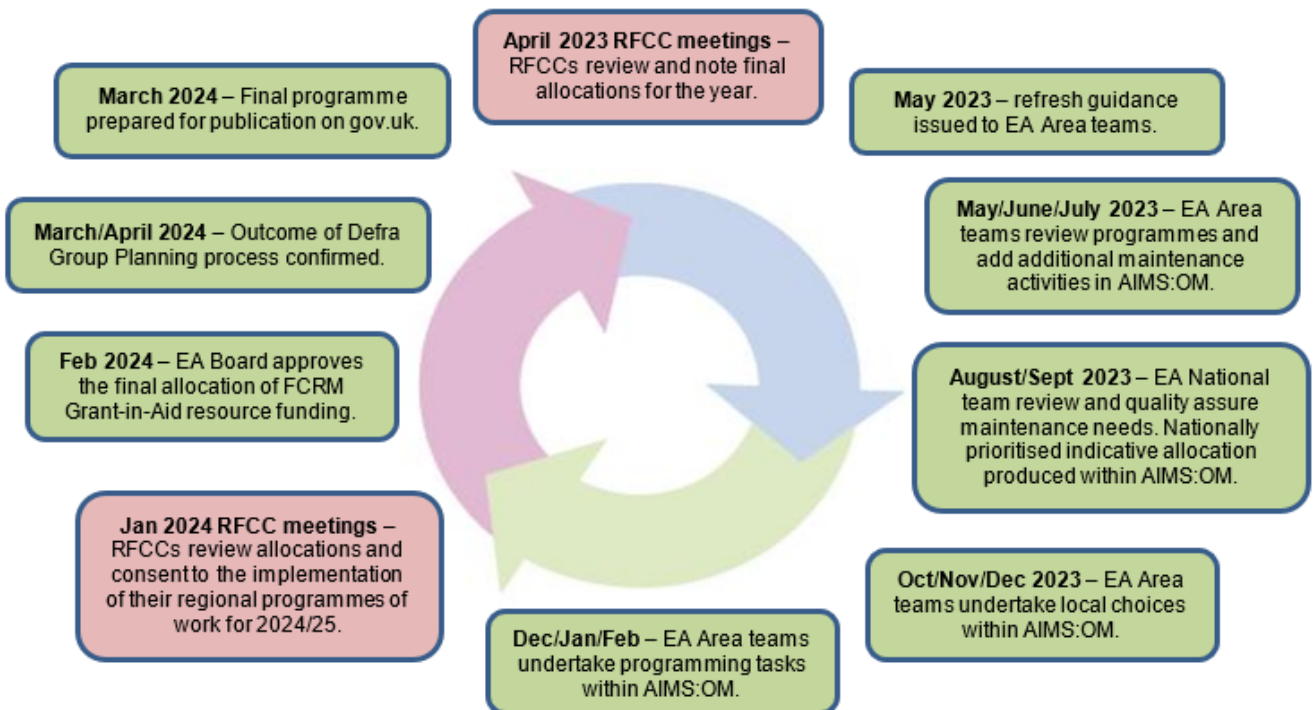 April 2023 RFCC meetings –
RFCCs review and note final
allocations for the year.
May 2023 – refresh guidance
issued to EA Area teams.
May/June/July 2023 – EA Area
teams review programmes and
add additional maintenance
activities in AIMS:OM.
August/Sept 2023 – EA National
team review and quality assure
maintenance needs. Nationally
prioritised indicative allocation
produced within AIMS:OM.
Oct/Nov/Dec 2023 – EA Area
teams undertake local choices
within AIMS:OM.
Dec/Jan/Feb – EA Area teams
undertake programming tasks
within AIMS:OM.
Jan 2024 RFCC meetings –
RFCCs review allocations and
consent to the implementation
of their regional programmes of
work for 2024/25.
Feb 2024 – EA Board approves
the final allocation of FCRM
Grant-in-Aid resource funding.
March/April 2024 – Outcome of Defra
Group Planning process confirmed.
March 2024 – Final programme
prepared for publication on gov.uk.